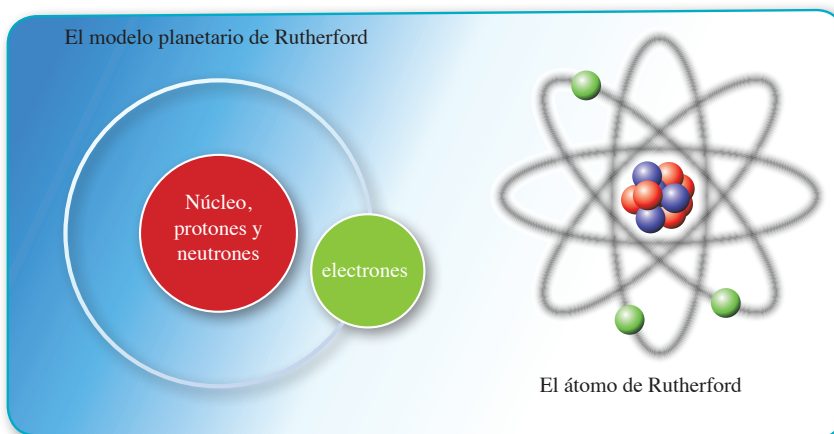 El modelo planetario de Rutherford
Núcleo,
protones y
neutrones
electrones
El átomo de Rutherford